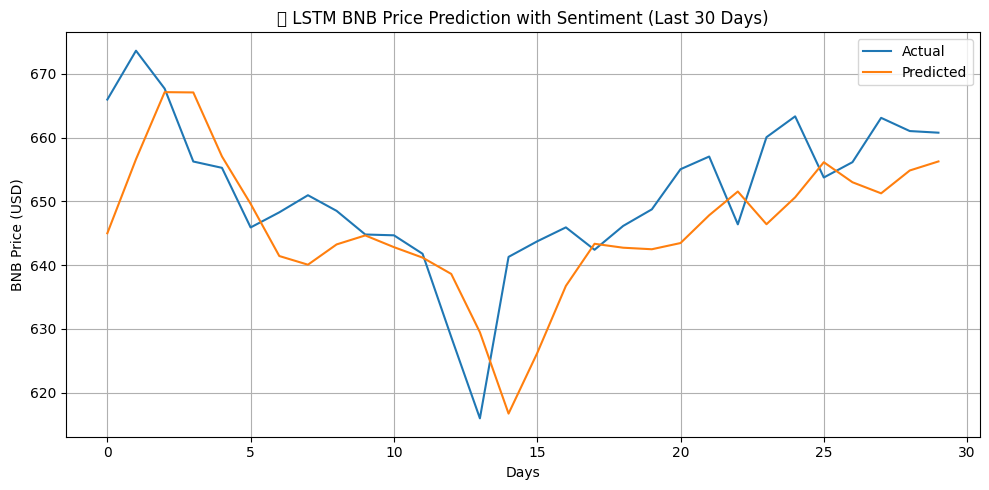 LSTM BNB Price Prediction with Sentiment (Last 30 Days)
Actual
Predicted
BNB Price (USD)
670
660
650
640
630
620
0 5 10 15 20 25 30
Days